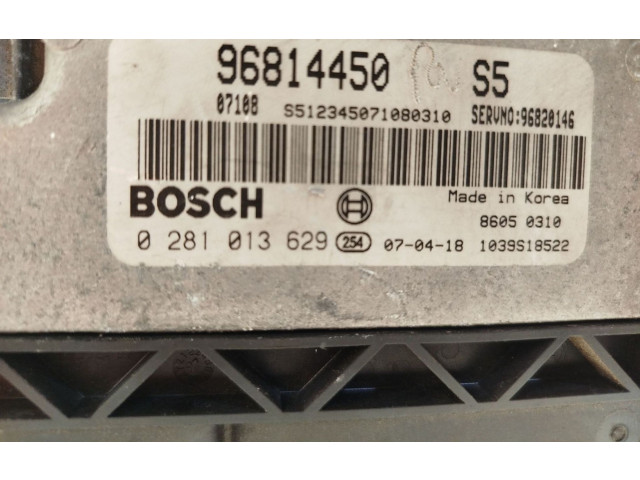 96814450 S5
07108 S512345071080310 SERVNO:96820146
BOSCH Made in Korea
8605 0310
0 281 013 629 254 07-04-18 1039S18522